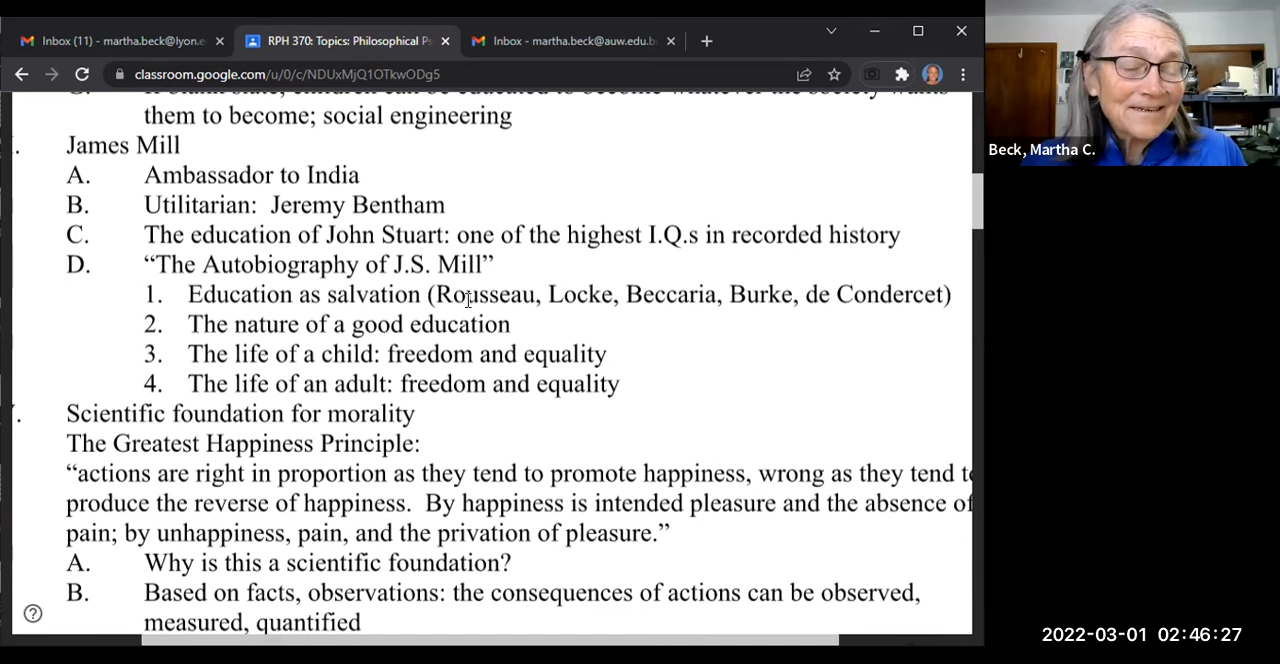 Inbox (11) - martha.beck@lyon.e
RPH 370: Topics: Philosophical Ps
Inbox - martha.beck@auw.edu.b
classroom.google.com/u/0/c/NDUxMjQ1OTkwODg5
them to become; social engineering
James Mill
A. Ambassador to India
B. Utilitarian: Jeremy Bentham
C. The education of John Stuart: one of the highest I.Q.s in recorded history
D. “The Autobiography of J.S. Mill”
1. Education as salvation (Rousseau, Locke, Beccaria, Burke, de Condercet)
2. The nature of a good education
3. The life of a child: freedom and equality
4. The life of an adult: freedom and equality
Scientific foundation for morality
The Greatest Happiness Principle:
“actions are right in proportion as they tend to promote happiness, wrong as they tend to
produce the reverse of happiness. By happiness is intended pleasure and the absence of
pain; by unhappiness, pain, and the privation of pleasure.”
A. Why is this a scientific foundation?
B. Based on facts, observations: the consequences of actions can be observed,
measured, quantified
Beck, Martha C.
2022-03-01 02:46:27